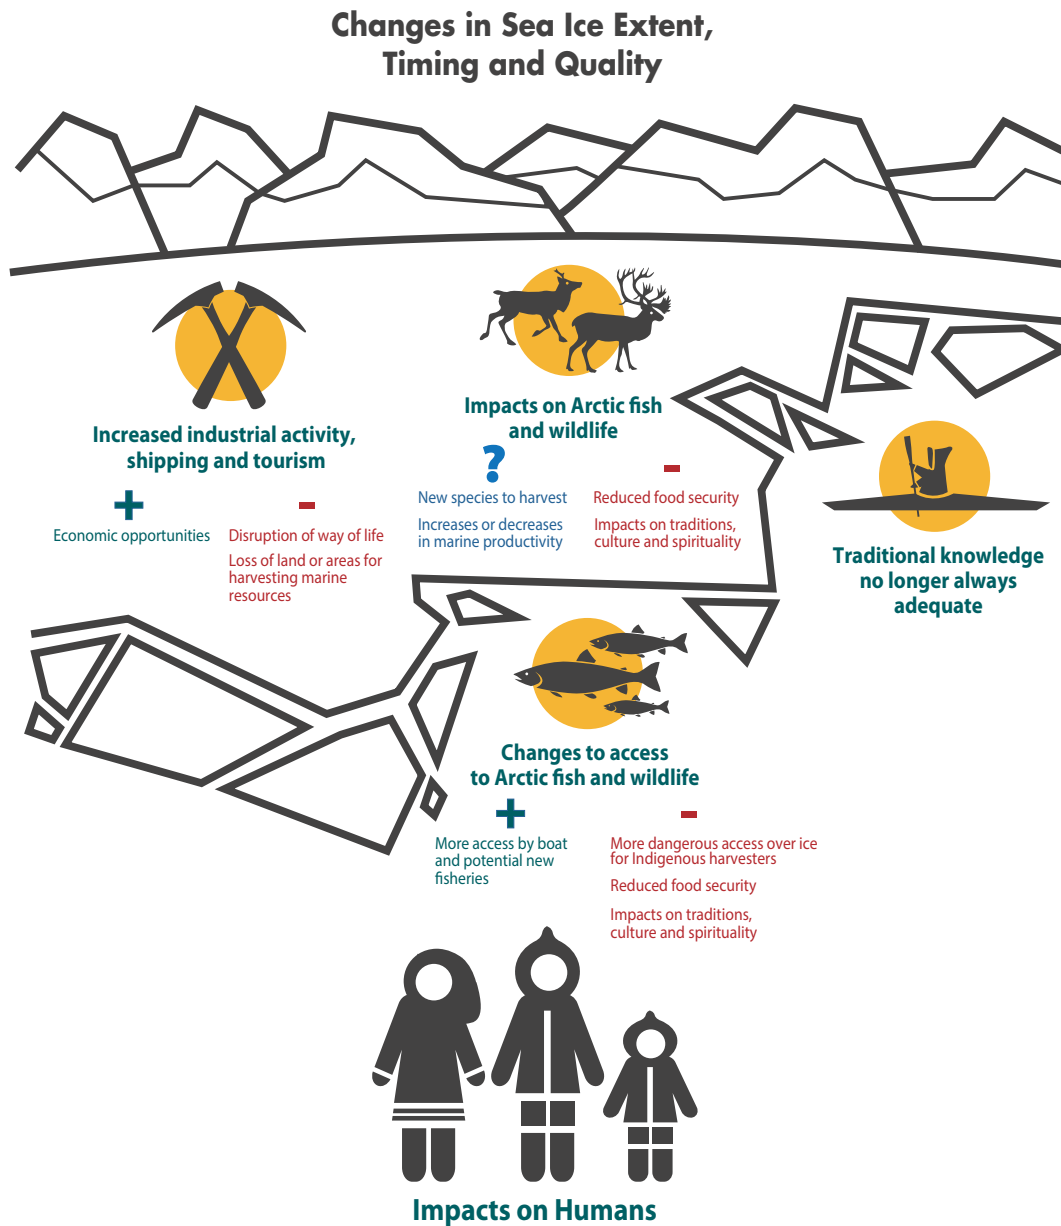 Changes in Sea Ice Extent,
Timing and Quality
Increased industrial activity,
shipping and tourism
+
Economic opportunities
-
Disruption of way of life
Loss of land or areas for
harvesting marine
resources
Impacts on Arctic fish
and wildlife
?
New species to harvest
Increases or decreases
in marine productivity
-
Reduced food security
Impacts on traditions,
culture and spirituality
Traditional knowledge
no longer always
adequate
Changes to access
to Arctic fish and wildlife
+
More access by boat
and potential new
fisheries
-
More dangerous access over ice
for Indigenous harvesters
Reduced food security
Impacts on traditions,
culture and spirituality
Impacts on Humans